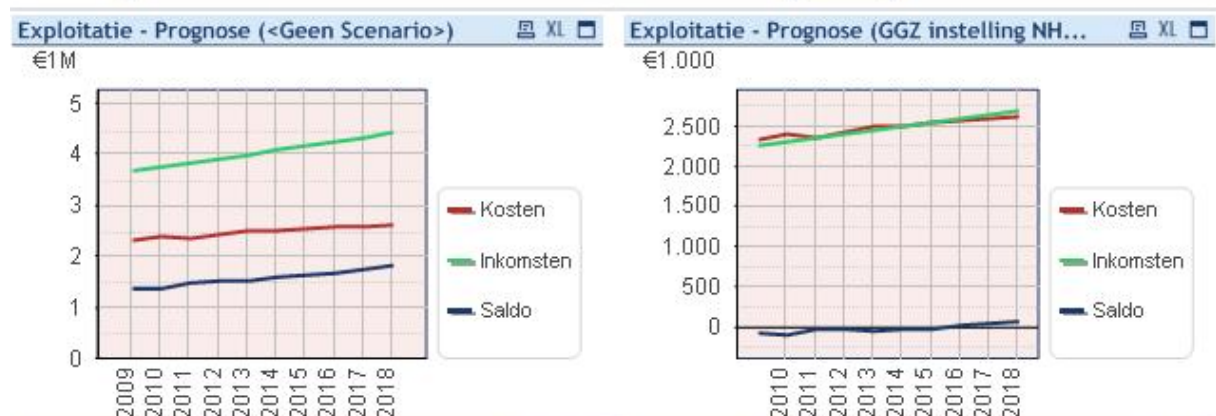 Exploitatie - Prognose (<Geen Scenario>)
XL
€1M
5
4
3
2
1
0
2009
2010
2011
2012
2013
2014
2015
2016
2017
2018
Kosten
Inkomsten
Saldo
Exploitatie - Prognose (GGZ instelling NH...
XL
€1.000
2.500
2.000
1.500
1.000
500
0
2010
2011
2012
2013
2014
2015
2016
2017
2018
Kosten
Inkomsten
Saldo